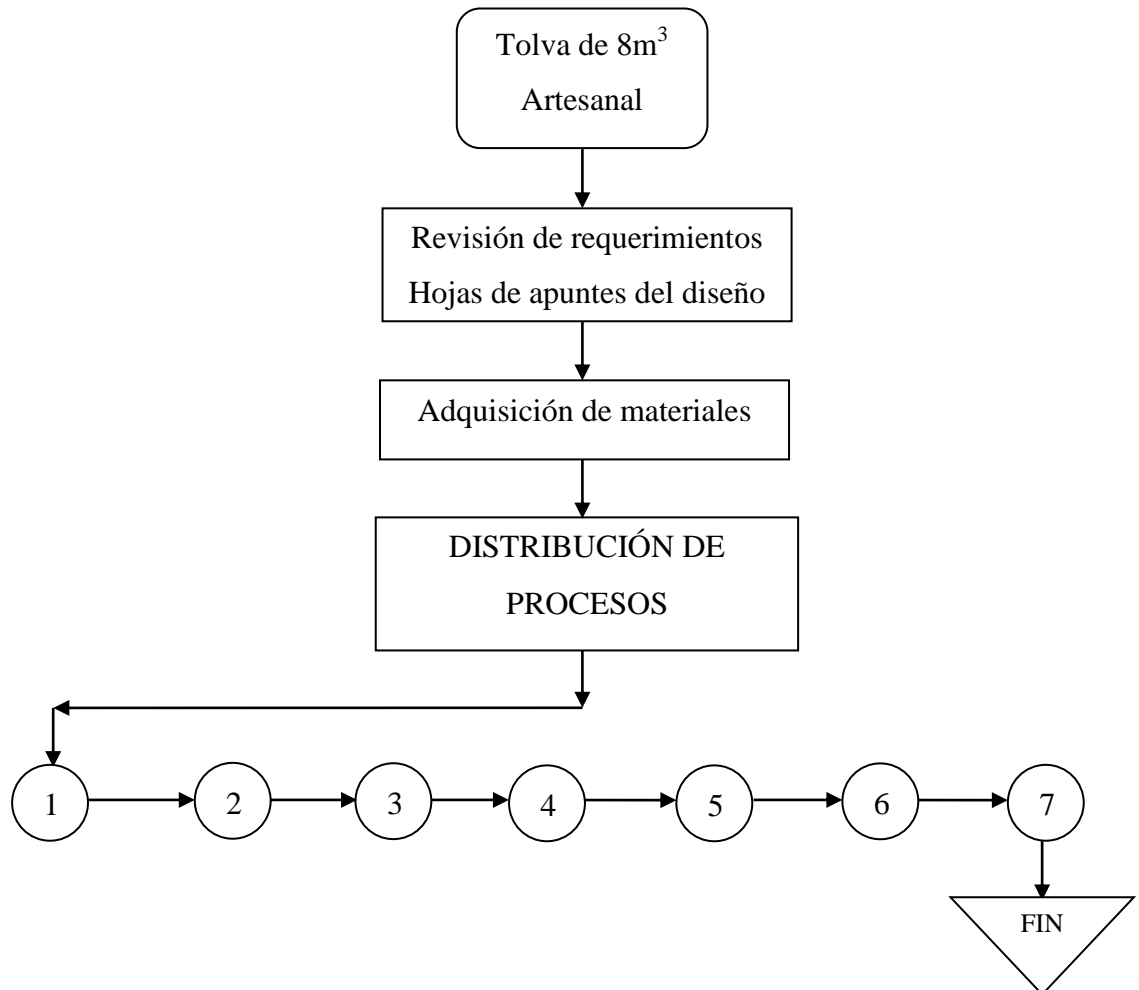 Tolva de 8m³
Artesanal
Revisión de requerimientos
Hojas de apuntes del diseño
Adquisición de materiales
DISTRIBUCIÓN DE
PROCESOS
1
2
3
4
5
6
7
FIN